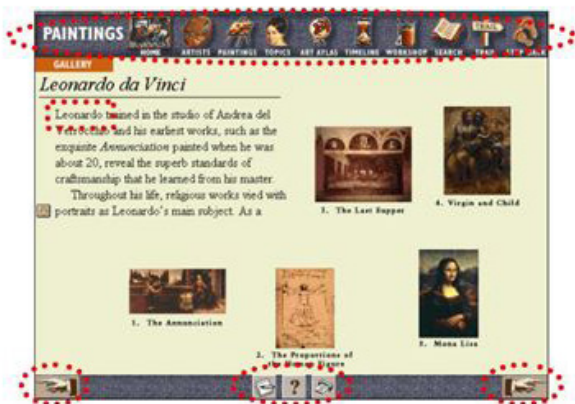 PAINTINGS
HOME ARTISTS PAINTINGS TOPICS ART ATLAS TIMELINE WORKSHOP SEARCH TRAIL
GALLERY
Leonardo da Vinci
Leonardo trained in the studio of Andrea del
Verrocchio and his earliest works, such as the
exquisite Annunciation painted when he was
about 20, reveal the superb standards of
craftsmanship that he learned from his master.
Throughout his life, religious works vied with
portraits as Leonardo's main subject. As a
3. The Last Supper
4. Virgin and Child
1. The Annunciation
2. The Proportions of
the Human Figure
5. Mona Lisa
?